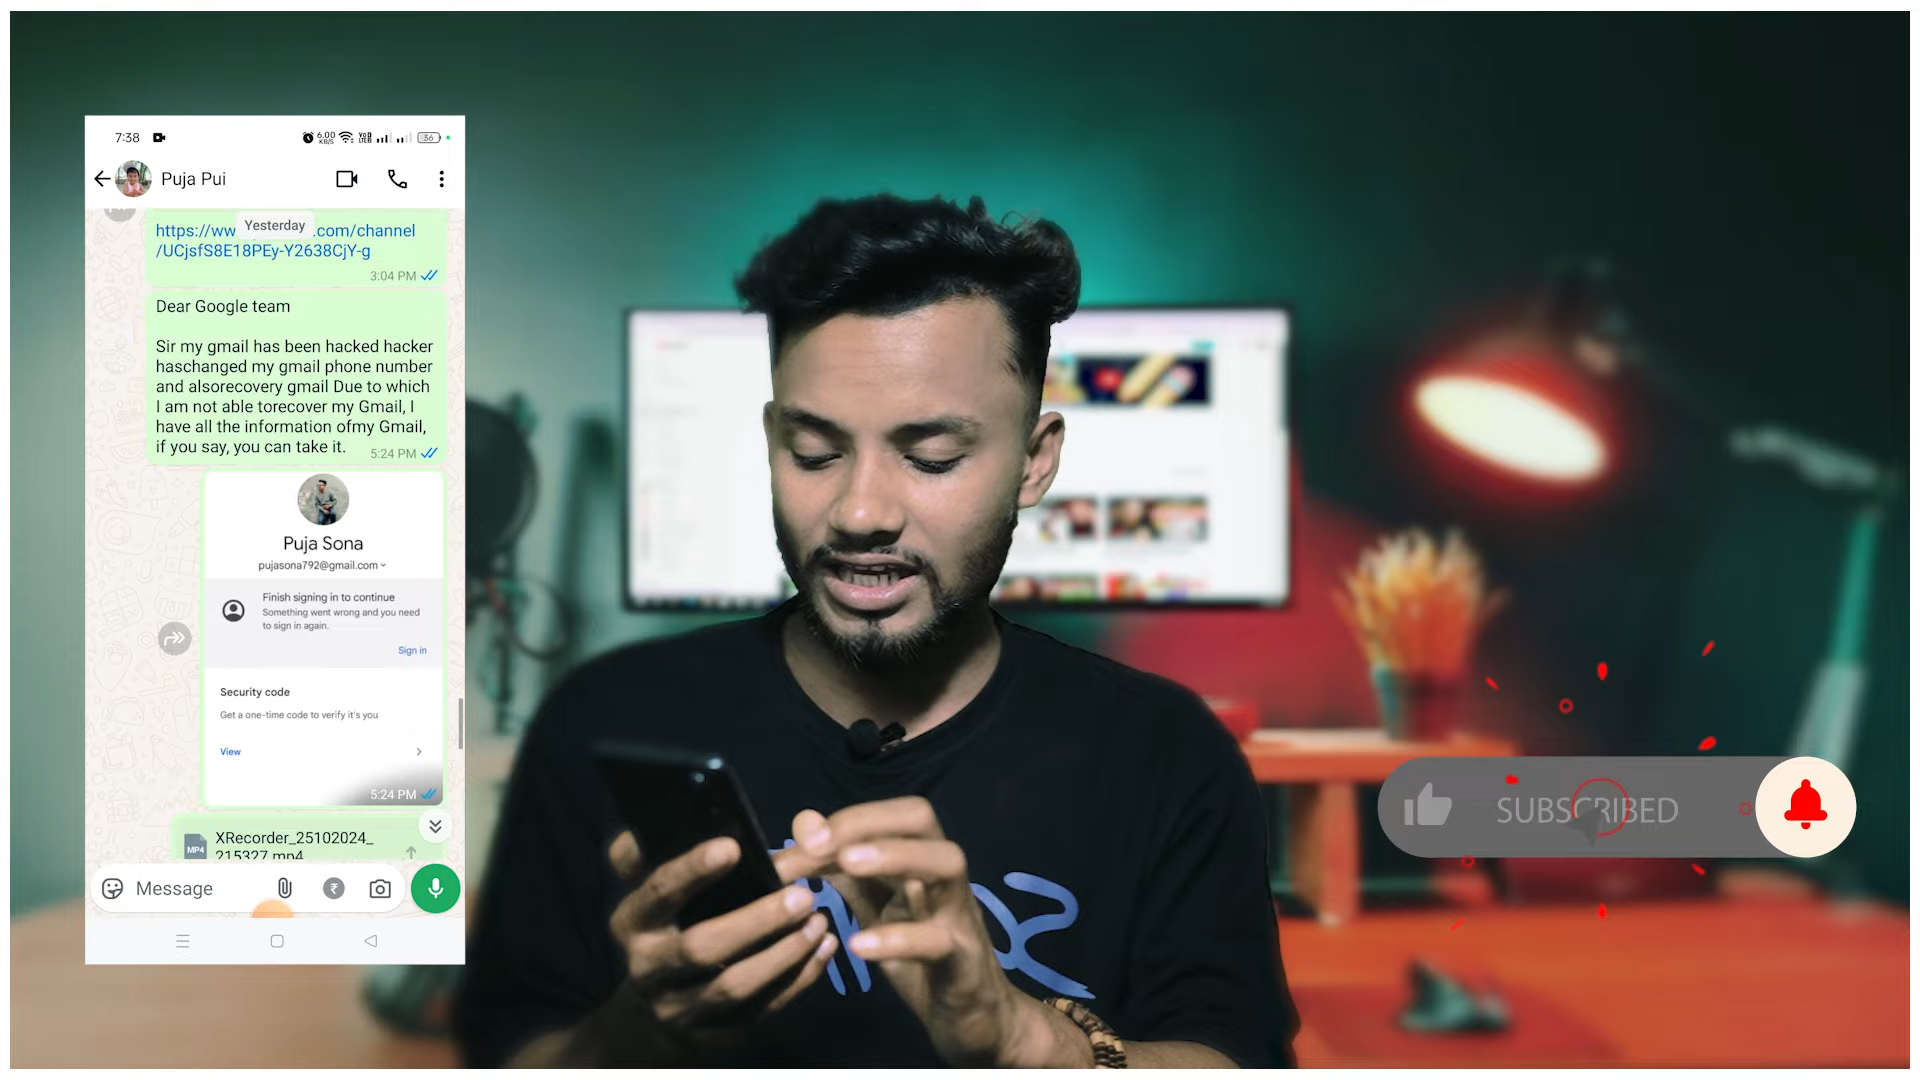 7:38
6.00
KB/S
36
Puja Pui
Yesterday
https://ww .com/channel
/UCjsfS8E18PEy-Y2638CjY-g
3:04 PM
Dear Google team
Sir my gmail has been hacked hacker
haschanged my gmail phone number
and alsorecovery gmail Due to which
I am not able torecover my Gmail, I
have all the information ofmy Gmail,
if you say, you can take it.
5:24 PM
Puja Sona
pujasona792@gmail.com
Finish signing in to continue
Something went wrong and you need
to sign in again.
Sign in
Security code
Get a one-time code to verify it's you
View
5:24 PM
MP4
XRecorder_25102024_
215327.mp4
Message
₹
SUBSCRIBED